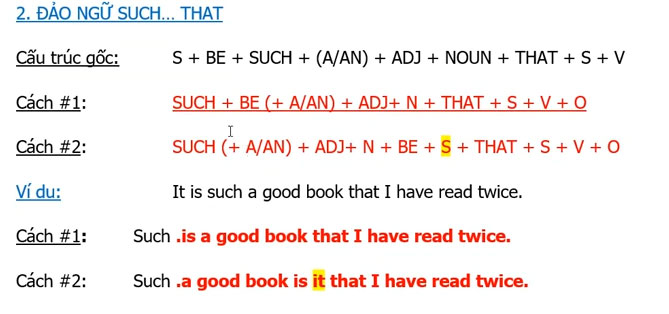 2. ĐẢO NGỮ SUCH... THAT
Cấu trúc gốc: S + BE + SUCH + (A/AN) + ADJ + NOUN + THAT + S + V
Cách #1: SUCH + BE (+ A/AN) + ADJ+ N + THAT + S + V + O
Cách #2: SUCH (+ A/AN) + ADJ+ N + BE + S + THAT + S + V + O
Ví du: It is such a good book that I have read twice.
Cách #1: Such .is a good book that I have read twice.
Cách #2: Such .a good book is it that I have read twice.